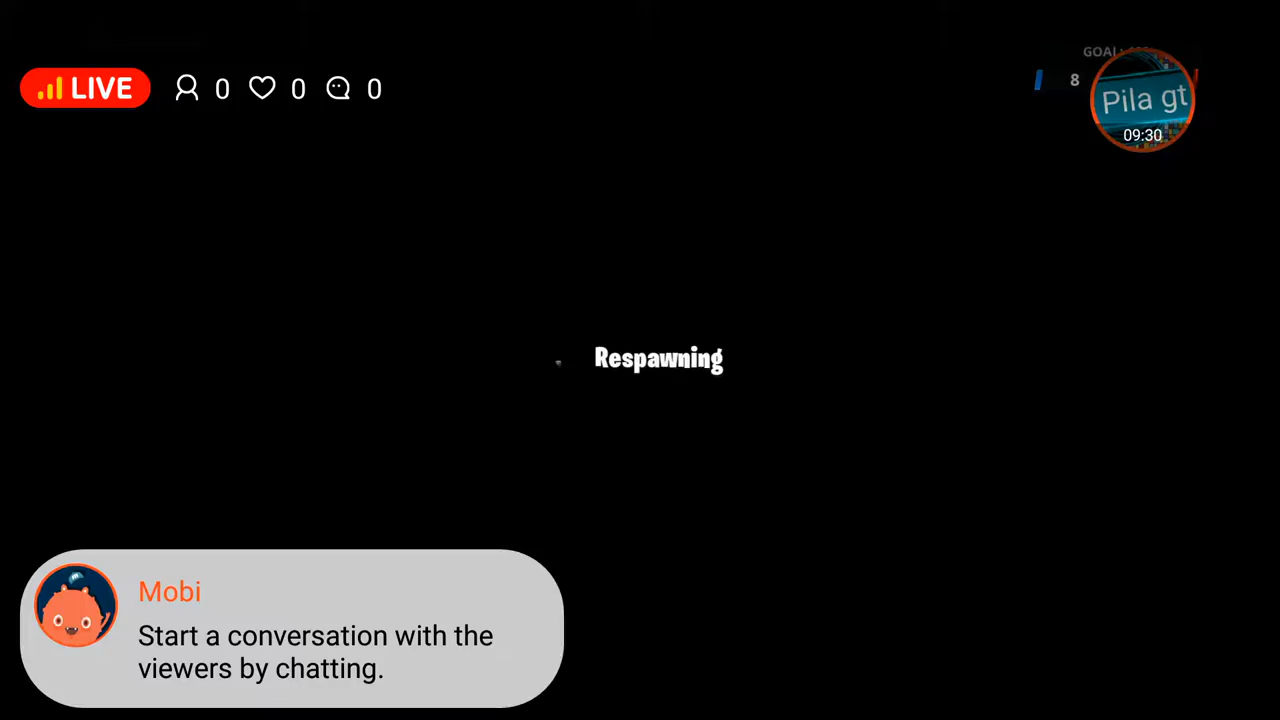 LIVE 0 0 0
8
Pila gt
09:30
Respawning
Mobi
Start a conversation with the
viewers by chatting.